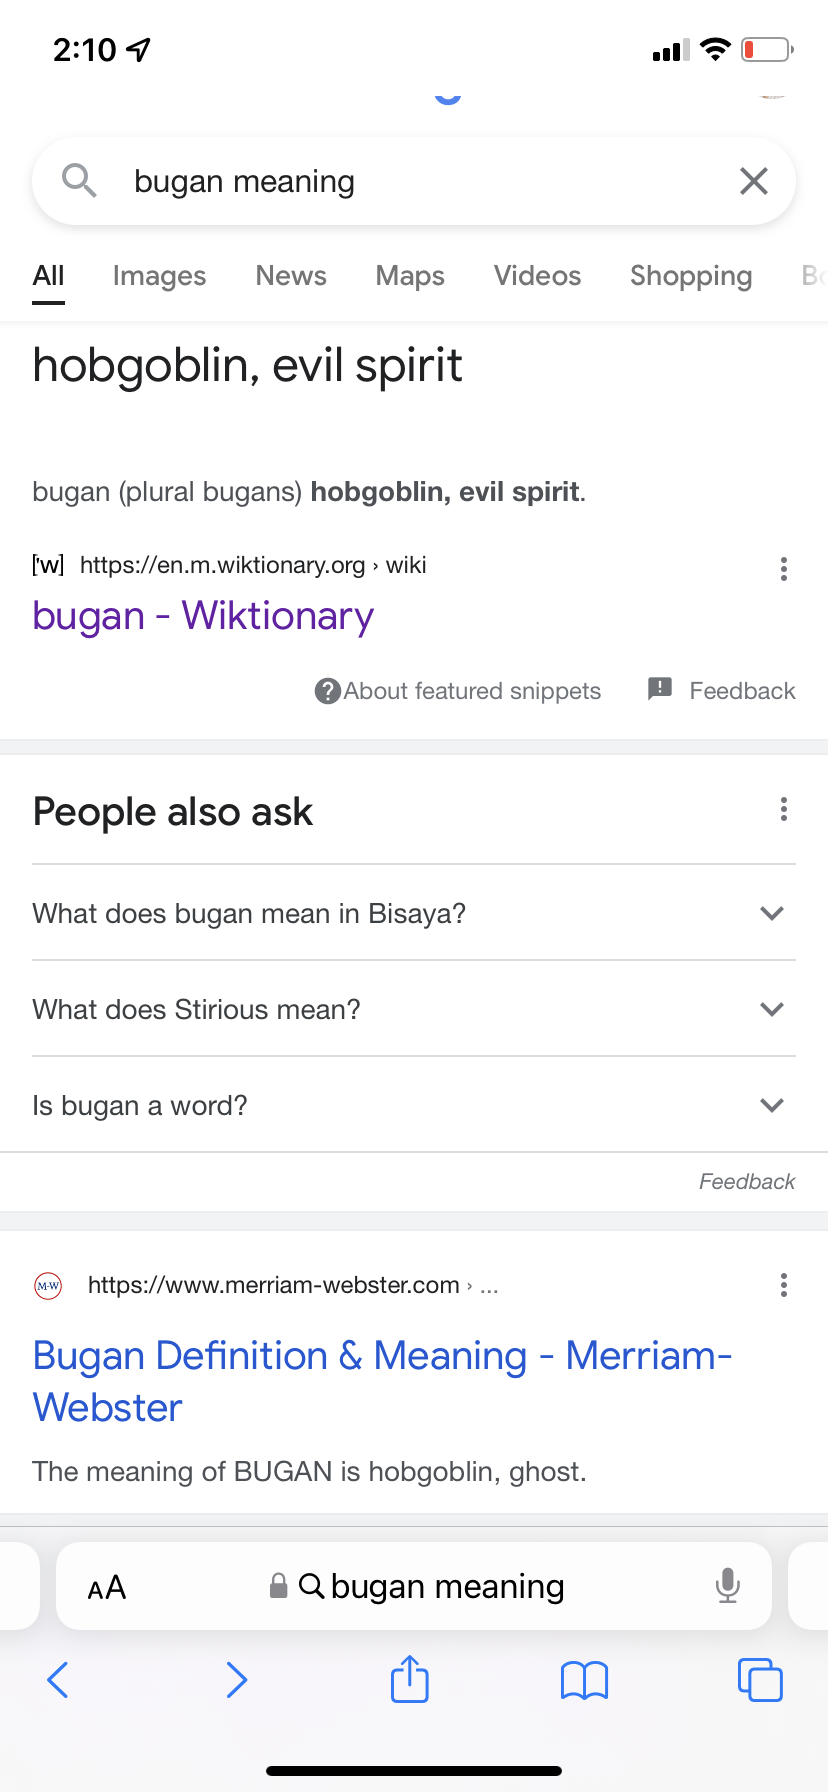 2:10
bugan meaning
All Images News Maps Videos Shopping
hobgoblin, evil spirit
bugan (plural bugans) hobgoblin, evil spirit.
['w] https://en.m.wiktionary.org › wiki
bugan - Wiktionary
About featured snippets Feedback
People also ask
What does bugan mean in Bisaya?
What does Stirious mean?
Is bugan a word?
Feedback
M-W https://www.merriam-webster.com › ...
Bugan Definition & Meaning - Merriam-
Webster
The meaning of BUGAN is hobgoblin, ghost.
AA bugan meaning